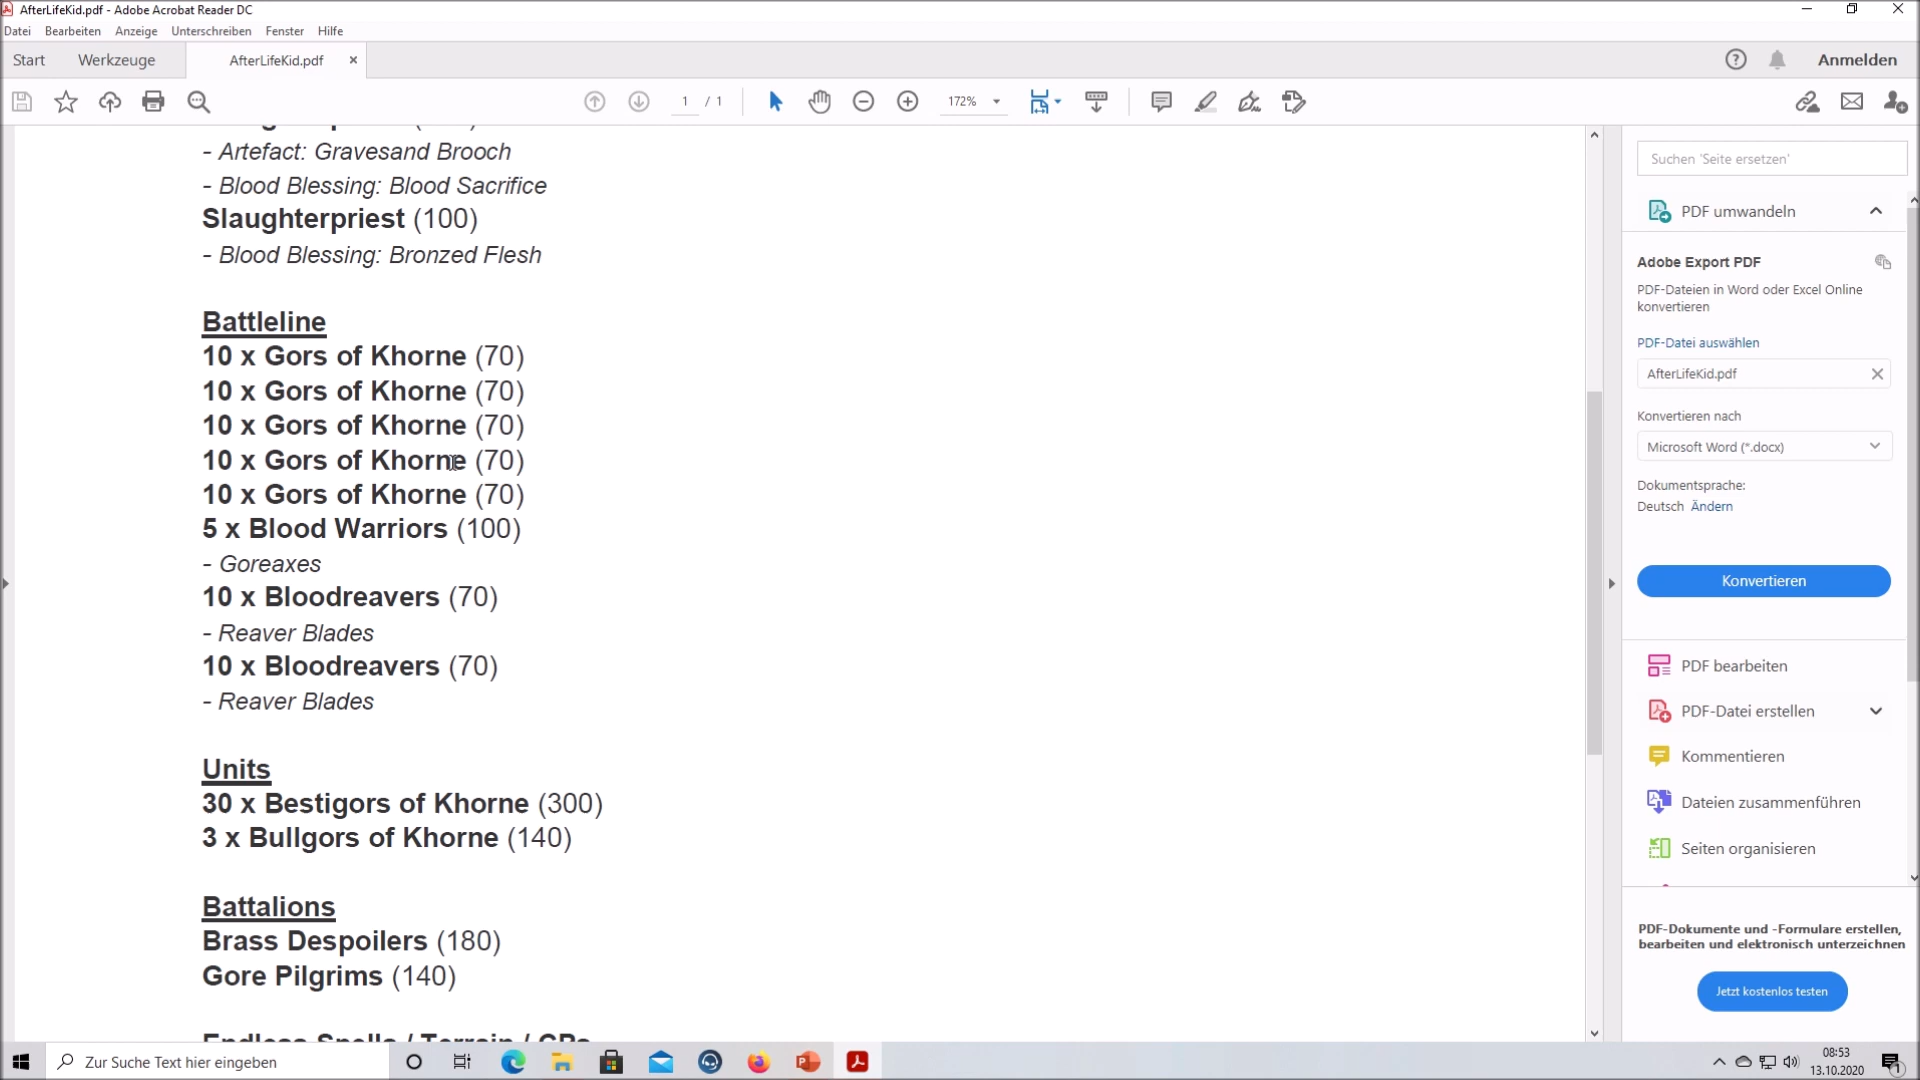 AfterLifeKid.pdf - Adobe Acrobat Reader DC
Datei Bearbeiten Anzeige Unterschreiben Fenster Hilfe
Start Werkzeuge AfterLifeKid.pdf Anmelden
1 / 1 172%
- Artefact: Gravesand Brooch
- Blood Blessing: Blood Sacrifice
Slaughterpriest (100)
- Blood Blessing: Bronzed Flesh
Battleline
10 x Gors of Khorne (70)
10 x Gors of Khorne (70)
10 x Gors of Khorne (70)
10 x Gors of Khorne (70)
10 x Gors of Khorne (70)
5 x Blood Warriors (100)
- Goreaxes
10 x Bloodreavers (70)
- Reaver Blades
10 x Bloodreavers (70)
- Reaver Blades
Units
30 x Bestigors of Khorne (300)
3 x Bullgors of Khorne (140)
Battalions
Brass Despoilers (180)
Gore Pilgrims (140)
Endless Spells / Terrain / CPs
Suchen 'Seite ersetzen'
PDF umwandeln
Adobe Export PDF
PDF-Dateien in Word oder Excel Online
konvertieren
PDF-Datei auswählen
AfterLifeKid.pdf
Konvertieren nach
Microsoft Word (*.docx)
Dokumentsprache:
Deutsch Ändern
Konvertieren
PDF bearbeiten
PDF-Datei erstellen
Kommentieren
Dateien zusammenführen
Seiten organisieren
PDF-Dokumente und -Formulare erstellen,
bearbeiten und elektronisch unterzeichnen
Jetzt kostenlos testen
Zur Suche Text hier eingeben
08:53
13.10.2020
1